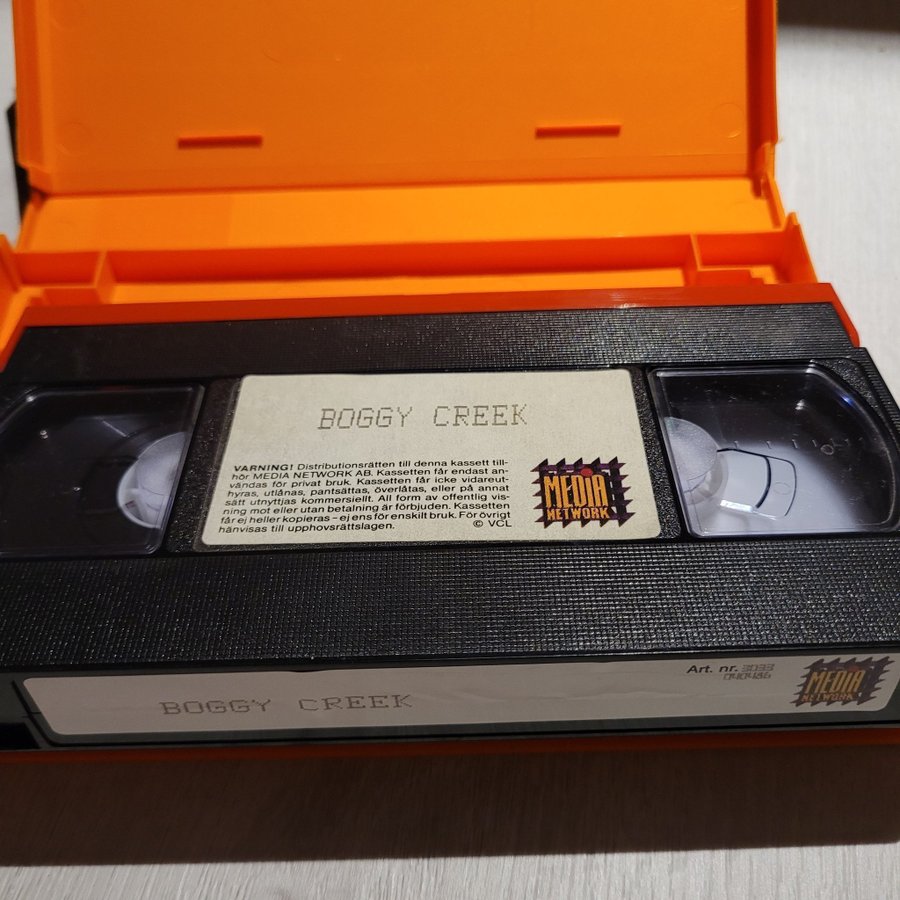 BOGGY CREEK
VARNING! Distributionsrätten till denna kassett till-
hör MEDIA NETWORK AB. Kassetten får endast an-
vändas för privat bruk. Kassetten får icke vidareut-
hyras, utlånas, pantsättas, överlåtas, eller på annat
sätt utnyttjas kommersiellt. All form av offentlig vis-
ning mot eller utan betalning är förbjuden. Kassetten
får ej heller kopieras – ej ens för enskilt bruk. För övrigt
hänvisas till upphovsrättslagen.
© VCL
MEDIA
NETWORK
Art. nr. 3033
040486
BOGGY CREEK
MEDIA
NETWORK